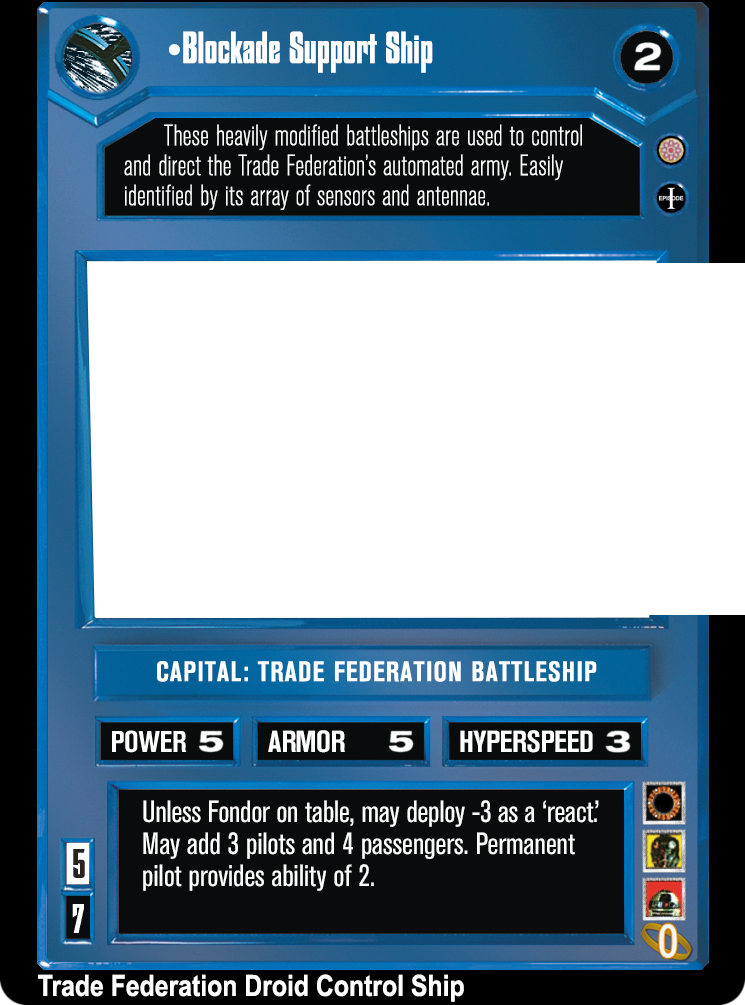 •Blockade Support Ship
2
These heavily modified battleships are used to control
and direct the Trade Federation's automated army. Easily
identified by its array of sensors and antennae.
EPISODE
I
CAPITAL: TRADE FEDERATION BATTLESHIP
POWER 5
ARMOR 5
HYPERSPEED 3
Unless Fondor on table, may deploy -3 as a ‘react.’
May add 3 pilots and 4 passengers. Permanent
pilot provides ability of 2.
5
7
0
Trade Federation Droid Control Ship